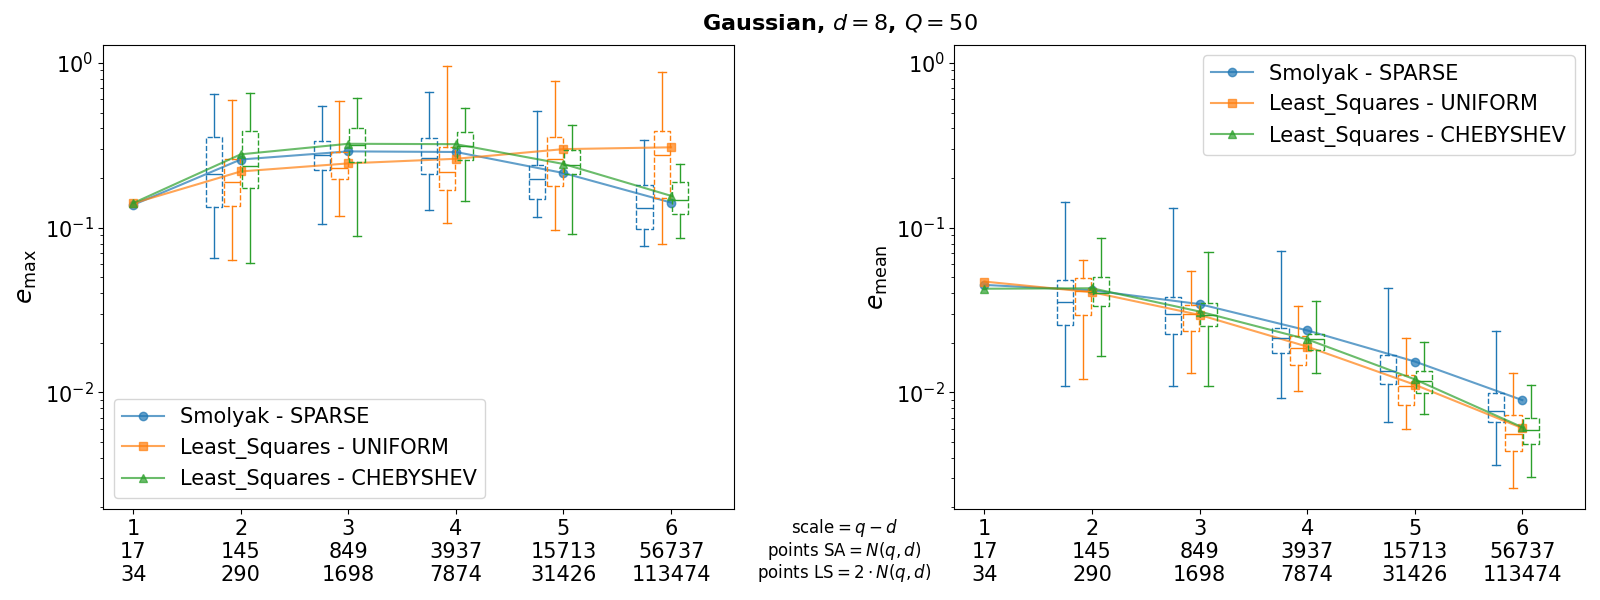 Gaussian, d = 8, Q = 50
10⁰
10⁻¹
10⁻²
e_max
Smolyak - SPARSE
Least_Squares - UNIFORM
Least_Squares - CHEBYSHEV
1 2 3 4 5 6
17 145 849 3937 15713 56737
34 290 1698 7874 31426 113474
scale = q − d
points SA = N(q, d)
points LS = 2 · N(q, d)
10⁰
10⁻¹
10⁻²
e_mean
Smolyak - SPARSE
Least_Squares - UNIFORM
Least_Squares - CHEBYSHEV
1 2 3 4 5 6
17 145 849 3937 15713 56737
34 290 1698 7874 31426 113474